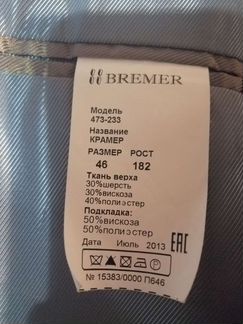 BREMER
Модель
473-233
Название
КРАМЕР
РАЗМЕР РОСТ
46 182
Ткань верха
30%шерсть
30%вискоза
40%полиэстер
Подкладка:
50%вискоза
50%полиэстер
Дата Июль 2013 EAC
№ 15383/0000 П646